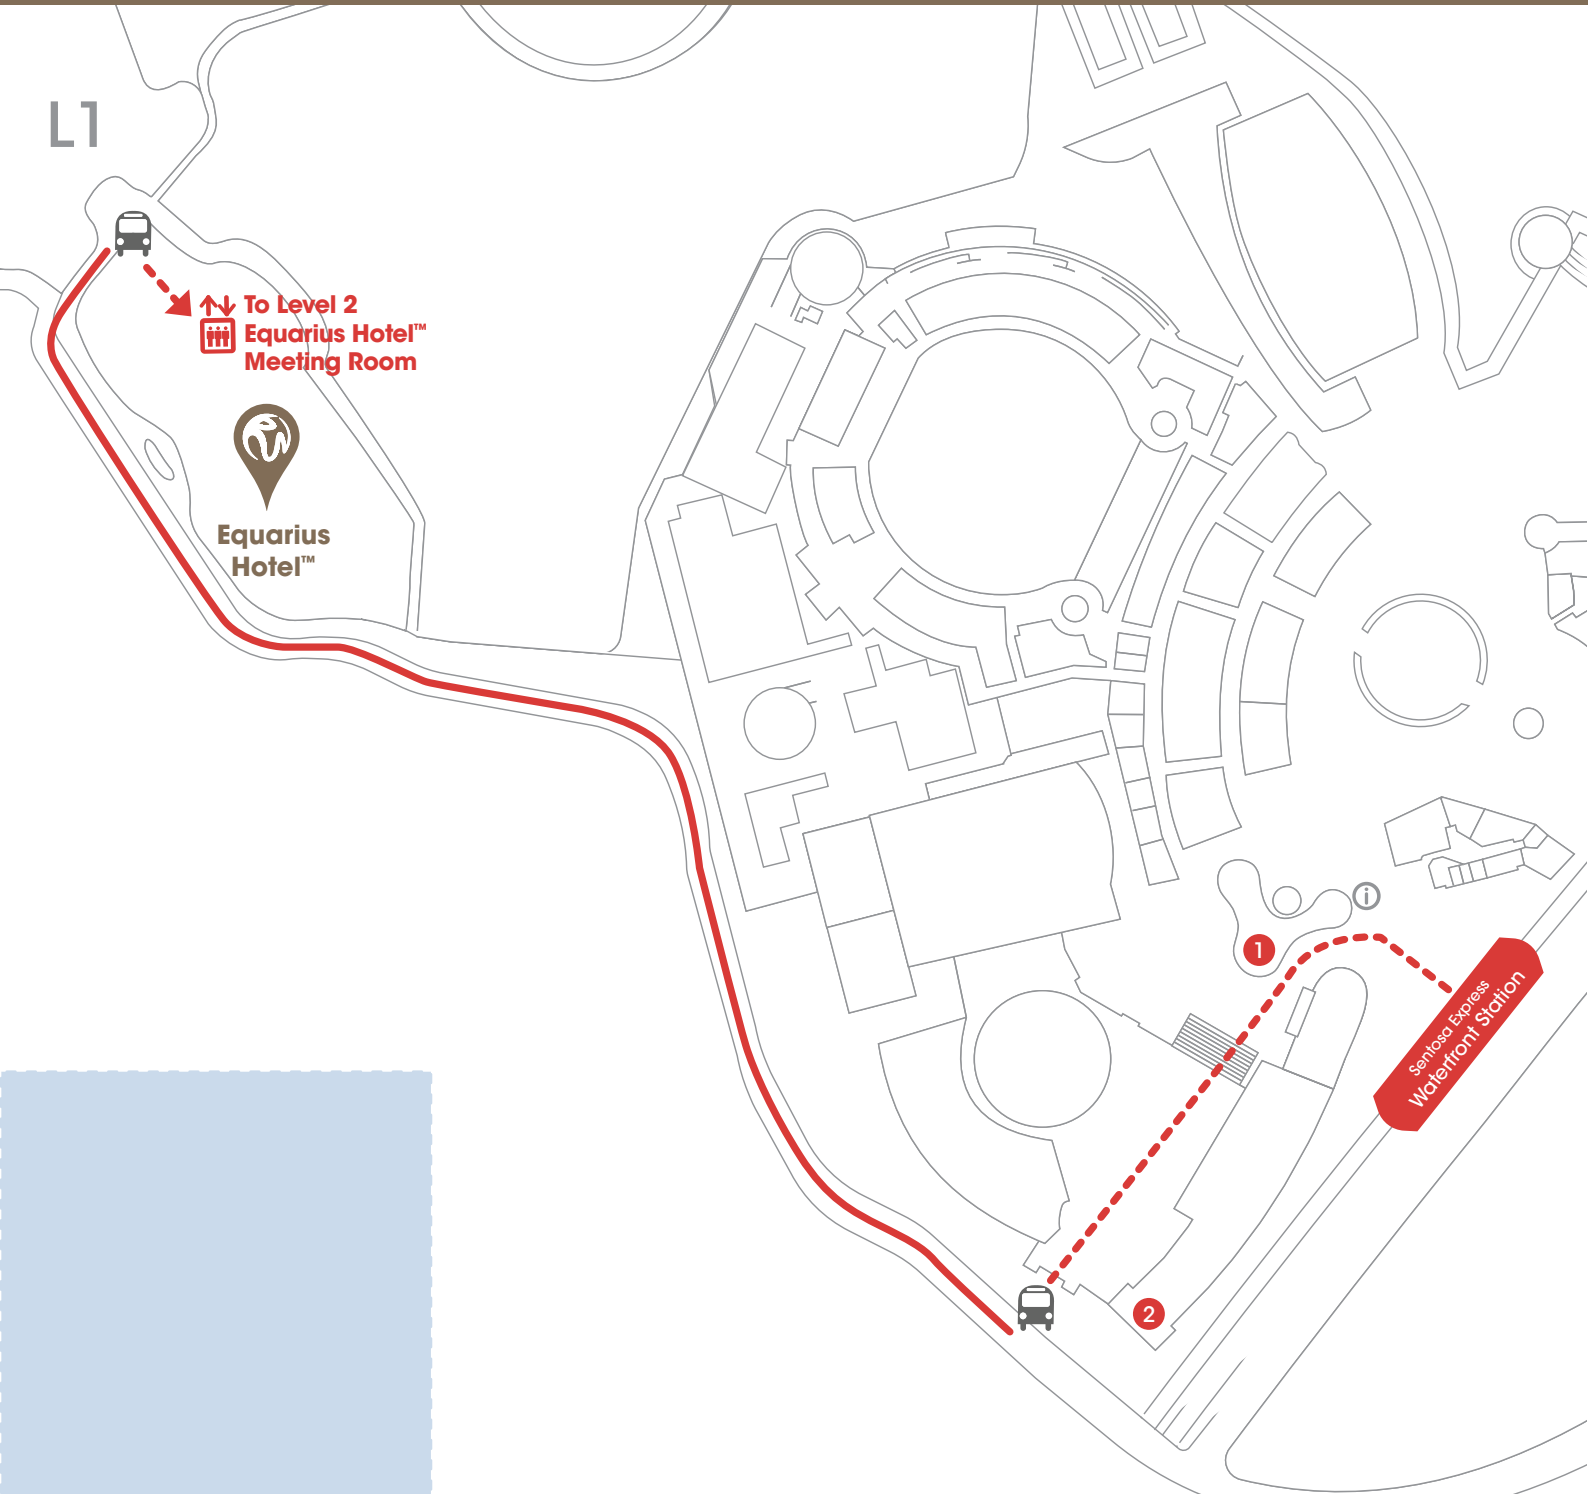 L1
To Level 2
Equarius Hotel™
Meeting Room
Equarius
Hotel™
i
1
Sentosa Express
Waterfront Station
2